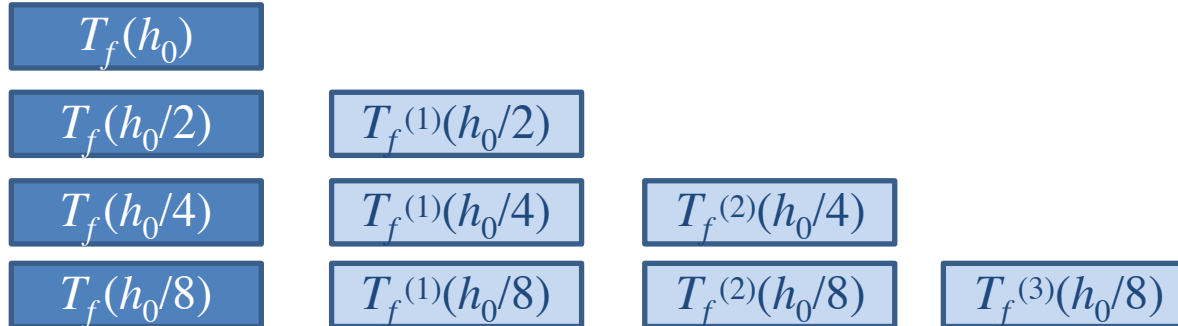 T_f(h_0)
T_f(h_0/2) T_f^(1)(h_0/2)
T_f(h_0/4) T_f^(1)(h_0/4) T_f^(2)(h_0/4)
T_f(h_0/8) T_f^(1)(h_0/8) T_f^(2)(h_0/8) T_f^(3)(h_0/8)